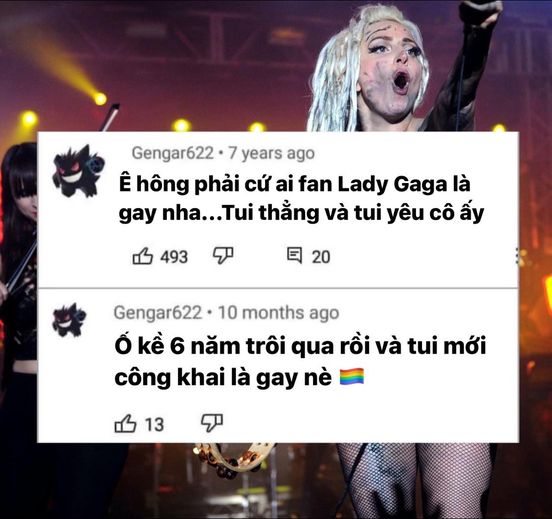 Gengar622 • 7 years ago
Ê hông phải cứ ai fan Lady Gaga là
gay nha...Tui thẳng và tui yêu cô ấy
493 20
Gengar622 • 10 months ago
Ố kề 6 năm trôi qua rồi và tui mới
công khai là gay nè 🏳️‍🌈
13